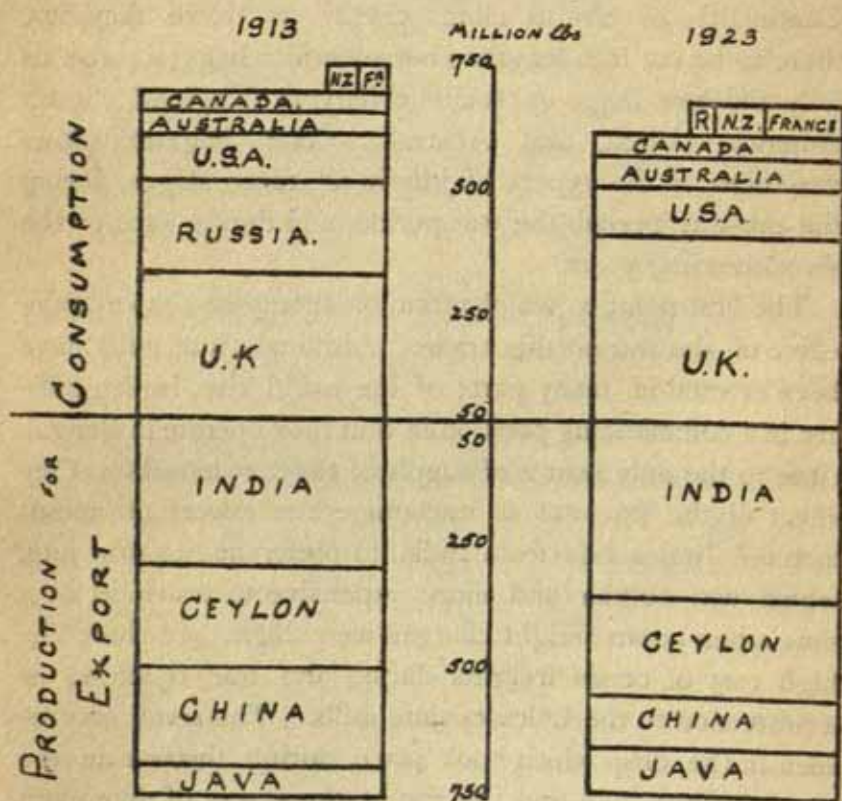 1913
MILLION lbs
1923
CONSUMPTION
PRODUCTION FOR EXPORT
NZ FR
CANADA.
AUSTRALIA
U.S.A.
RUSSIA.
U.K
INDIA
CEYLON
CHINA
JAVA
750
500
250
50
50
250
500
750
R N.Z. FRANCE
CANADA
AUSTRALIA
U.S.A
U.K.
INDIA
CEYLON
CHINA
JAVA